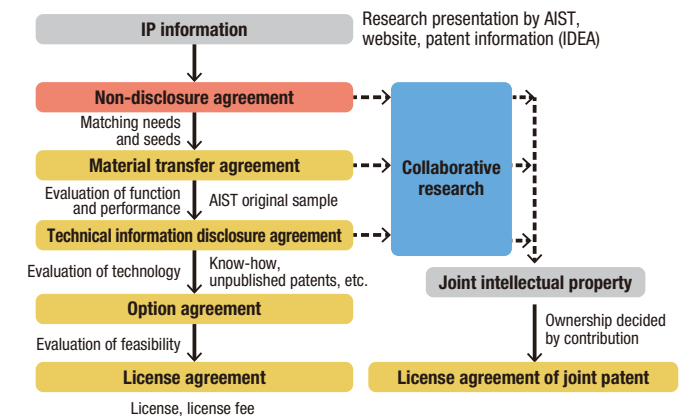 IP information
Research presentation by AIST,
website, patent information (IDEA)
Non-disclosure agreement
Matching needs
and seeds
Material transfer agreement
Collaborative
research
Evaluation of function
and performance
AIST original sample
Technical information disclosure agreement
Evaluation of technology
Know-how,
unpublished patents, etc.
Joint intellectual property
Option agreement
Ownership decided
by contribution
Evaluation of feasibility
License agreement
License agreement of joint patent
License, license fee